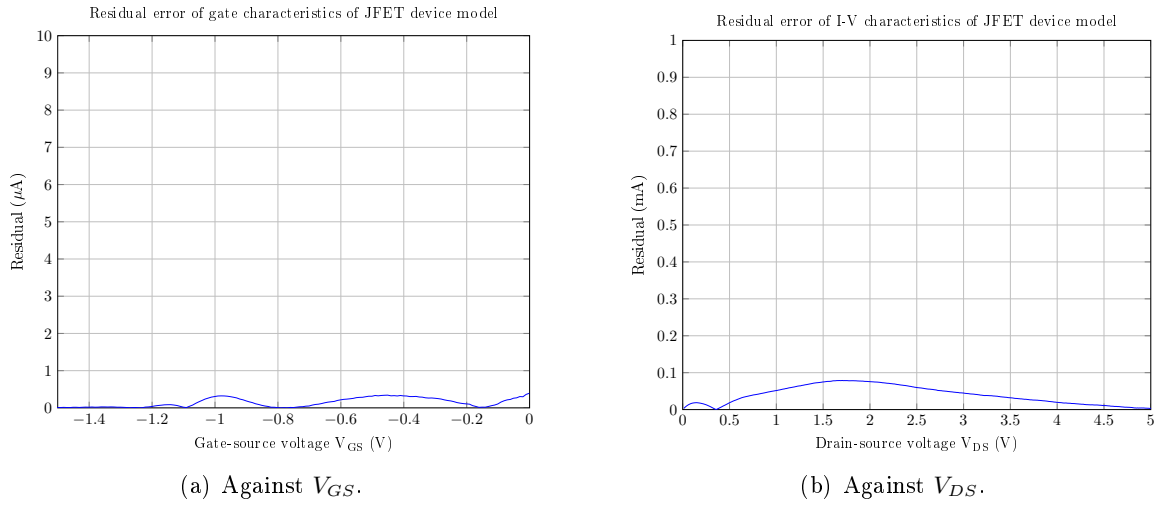 Residual error of gate characteristics of JFET device model
10
9
8
7
6
5
4
3
2
1
0
Residual (μA)
−1.4 −1.2 −1 −0.8 −0.6 −0.4 −0.2 0
Gate-source voltage V_GS (V)
(a) Against V_GS.
Residual error of I-V characteristics of JFET device model
1
0.9
0.8
0.7
0.6
0.5
0.4
0.3
0.2
0.1
0
Residual (mA)
0 0.5 1 1.5 2 2.5 3 3.5 4 4.5 5
Drain-source voltage V_DS (V)
(b) Against V_DS.